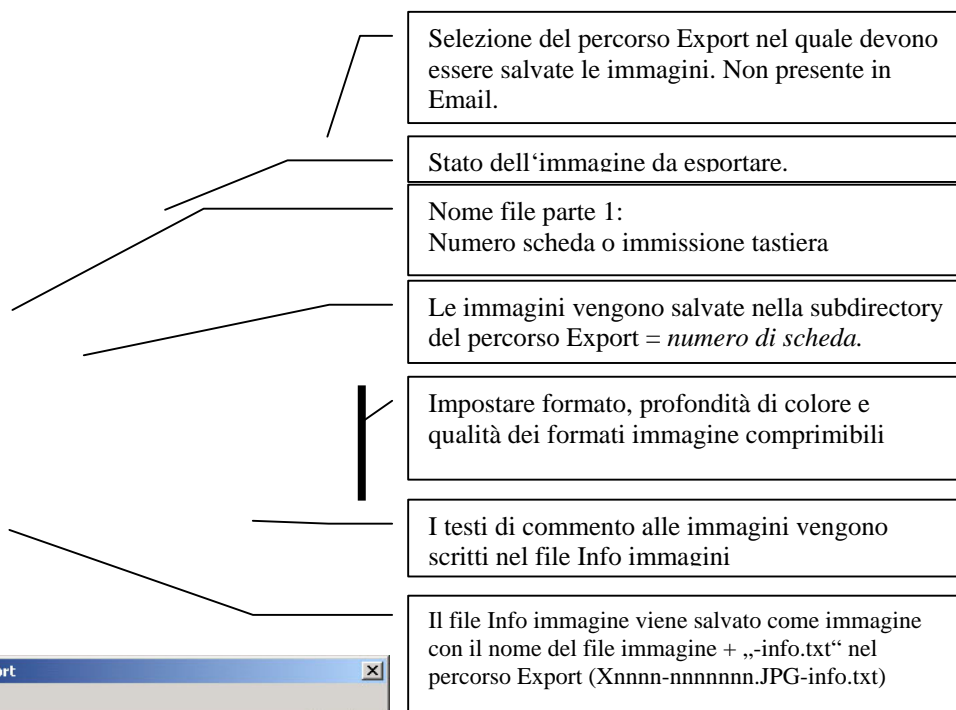 Selezione del percorso Export nel quale devono
essere salvate le immagini. Non presente in
Email.
Stato dell‘immagine da esportare.
Nome file parte 1:
Numero scheda o immissione tastiera
Le immagini vengono salvate nella subdirectory
del percorso Export = numero di scheda.
Impostare formato, profondità di colore e
qualità dei formati immagine comprimibili
I testi di commento alle immagini vengono
scritti nel file Info immagini
Il file Info immagine viene salvato come immagine
con il nome del file immagine + „-info.txt“ nel
percorso Export (Xnnnn-nnnnnnn.JPG-info.txt)